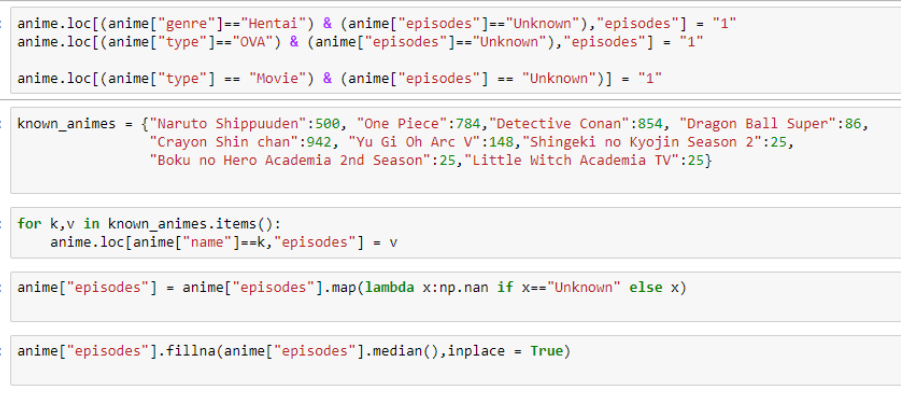 anime.loc[(anime["genre"]=="Hentai") & (anime["episodes"]=="Unknown"),"episodes"] = "1"
anime.loc[(anime["type"]=="OVA") & (anime["episodes"]=="Unknown"),"episodes"] = "1"
anime.loc[(anime["type"] == "Movie") & (anime["episodes"] == "Unknown")] = "1"
known_animes = {"Naruto Shippuuden":500, "One Piece":784,"Detective Conan":854, "Dragon Ball Super":86,
"Crayon Shin chan":942, "Yu Gi Oh Arc V":148,"Shingeki no Kyojin Season 2":25,
"Boku no Hero Academia 2nd Season":25,"Little Witch Academia TV":25}
for k,v in known_animes.items():
anime.loc[anime["name"]==k,"episodes"] = v
anime["episodes"] = anime["episodes"].map(lambda x:np.nan if x=="Unknown" else x)
anime["episodes"].fillna(anime["episodes"].median(),inplace = True)